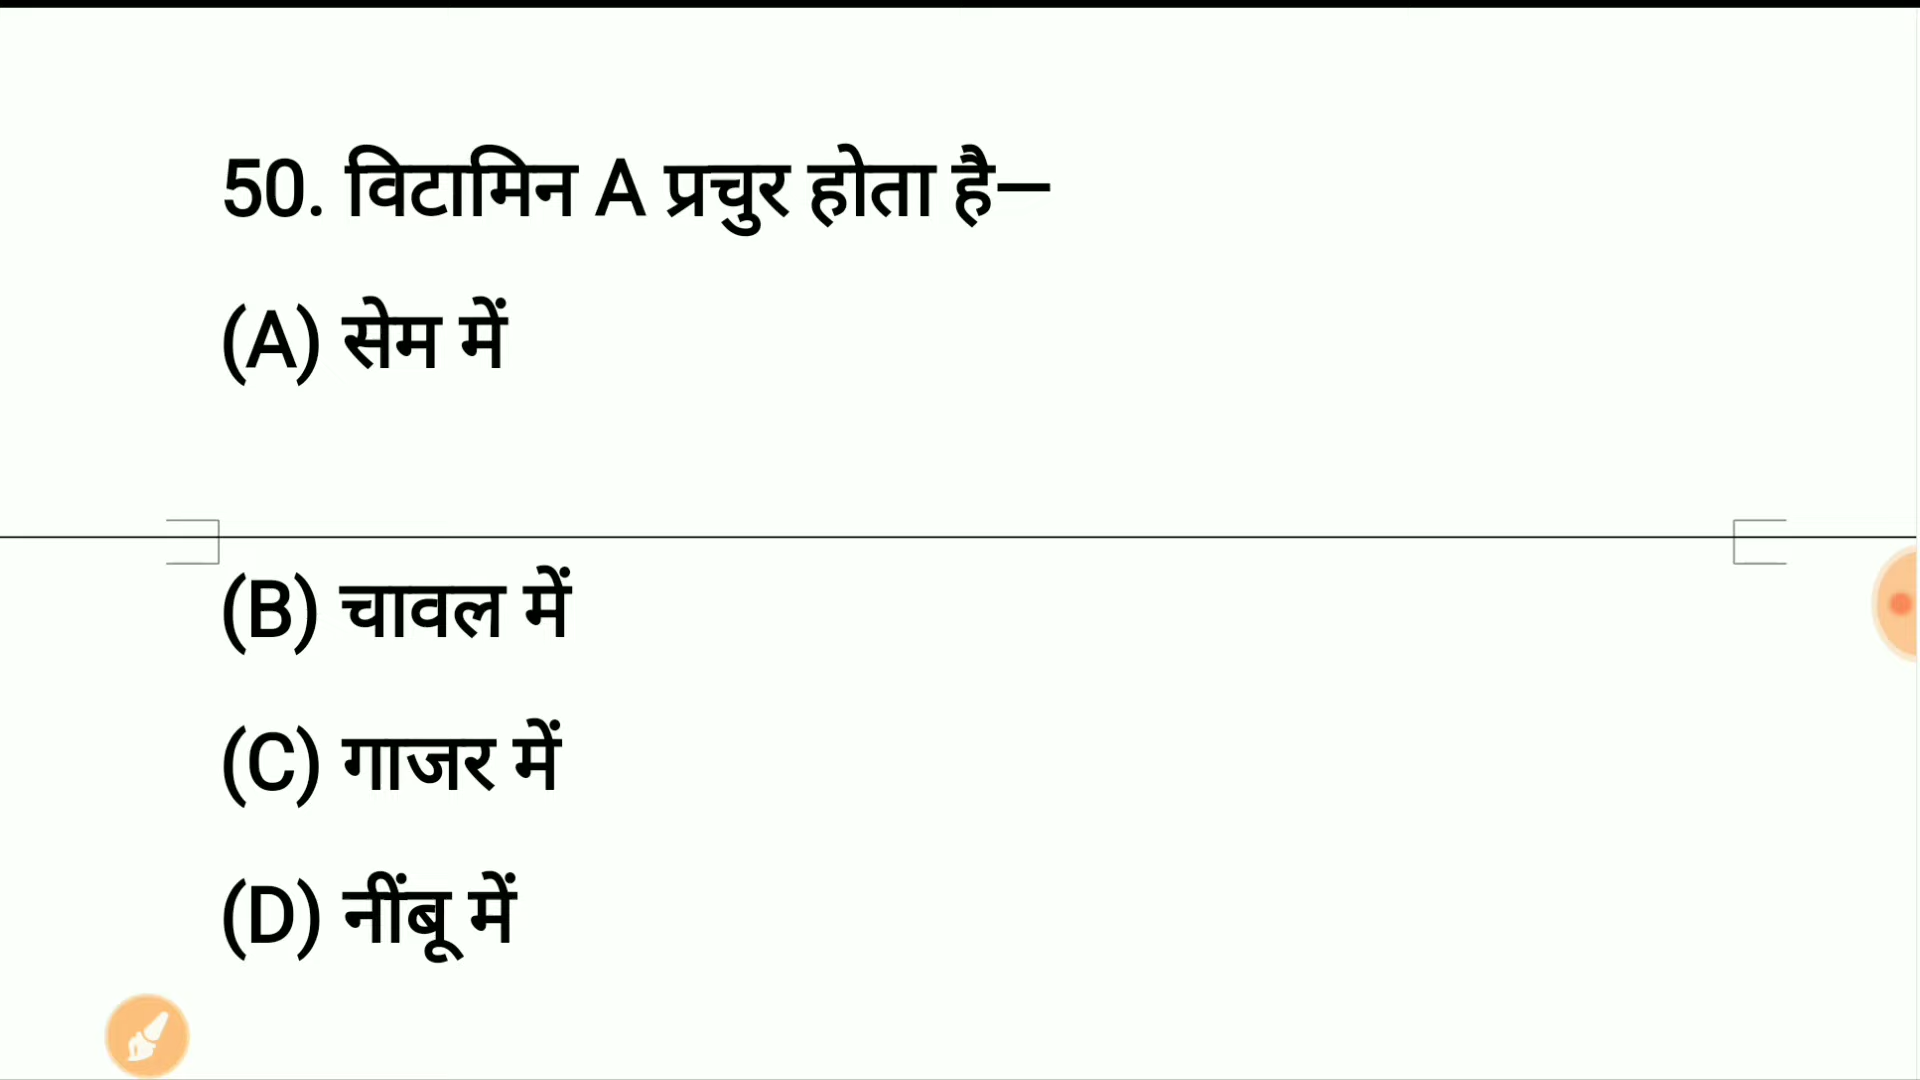 50. विटामिन A प्रचुर होता है—
(A) सेम में
(B) चावल में
(C) गाजर में
(D) नींबू में